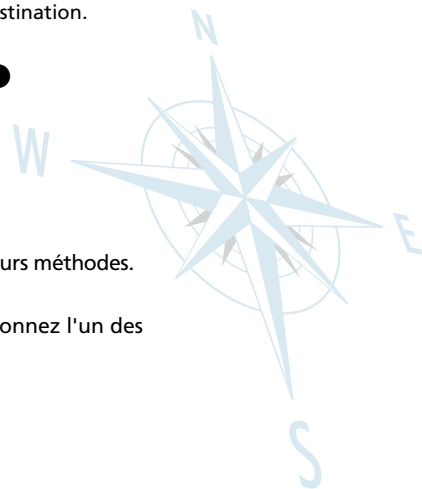 stination.
N
W
E
urs méthodes.
onnez l'un des
S